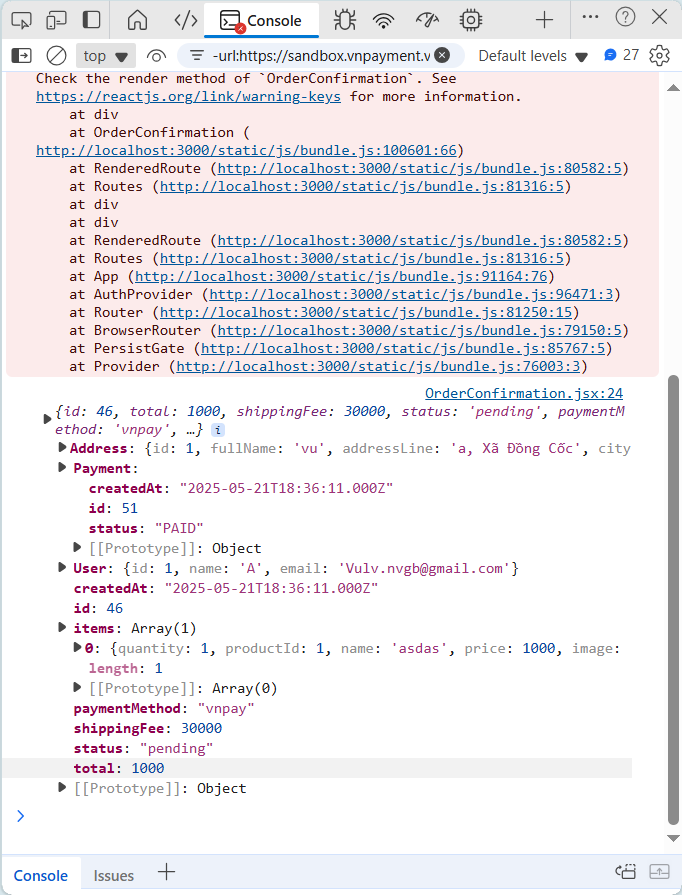 Console
top
-url:https://sandbox.vnpayment.v
Default levels
27
Check the render method of `OrderConfirmation`. See
https://reactjs.org/link/warning-keys for more information.
at div
at OrderConfirmation (
http://localhost:3000/static/js/bundle.js:100601:66)
at RenderedRoute (http://localhost:3000/static/js/bundle.js:80582:5)
at Routes (http://localhost:3000/static/js/bundle.js:81316:5)
at div
at div
at RenderedRoute (http://localhost:3000/static/js/bundle.js:80582:5)
at Routes (http://localhost:3000/static/js/bundle.js:81316:5)
at App (http://localhost:3000/static/js/bundle.js:91164:76)
at AuthProvider (http://localhost:3000/static/js/bundle.js:96471:3)
at Router (http://localhost:3000/static/js/bundle.js:81250:15)
at BrowserRouter (http://localhost:3000/static/js/bundle.js:79150:5)
at PersistGate (http://localhost:3000/static/js/bundle.js:85767:5)
at Provider (http://localhost:3000/static/js/bundle.js:76003:3)
OrderConfirmation.jsx:24
{id: 46, total: 1000, shippingFee: 30000, status: 'pending', paymentM
ethod: 'vnpay', …} i
Address: {id: 1, fullName: 'vu', addressLine: 'a, Xã Đồng Cốc', city
Payment:
createdAt: "2025-05-21T18:36:11.000Z"
id: 51
status: "PAID"
[[Prototype]]: Object
User: {id: 1, name: 'A', email: 'Vulv.nvgb@gmail.com'}
createdAt: "2025-05-21T18:36:11.000Z"
id: 46
items: Array(1)
0: {quantity: 1, productId: 1, name: 'asdas', price: 1000, image:
length: 1
[[Prototype]]: Array(0)
paymentMethod: "vnpay"
shippingFee: 30000
status: "pending"
total: 1000
[[Prototype]]: Object
Console
Issues